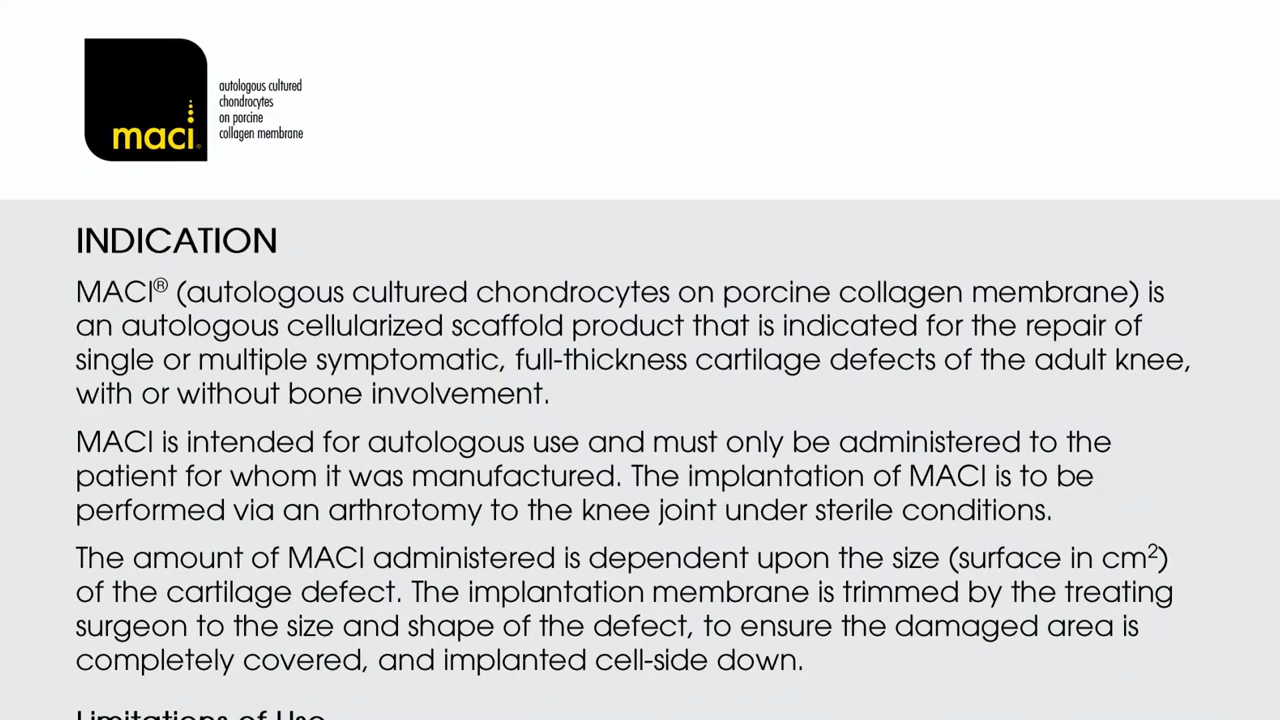 maci®
autologous cultured
chondrocytes
on porcine
collagen membrane
INDICATION
MACI® (autologous cultured chondrocytes on porcine collagen membrane) is
an autologous cellularized scaffold product that is indicated for the repair of
single or multiple symptomatic, full-thickness cartilage defects of the adult knee,
with or without bone involvement.
MACI is intended for autologous use and must only be administered to the
patient for whom it was manufactured. The implantation of MACI is to be
performed via an arthrotomy to the knee joint under sterile conditions.
The amount of MACI administered is dependent upon the size (surface in cm²)
of the cartilage defect. The implantation membrane is trimmed by the treating
surgeon to the size and shape of the defect, to ensure the damaged area is
completely covered, and implanted cell-side down.
Limitations of Use